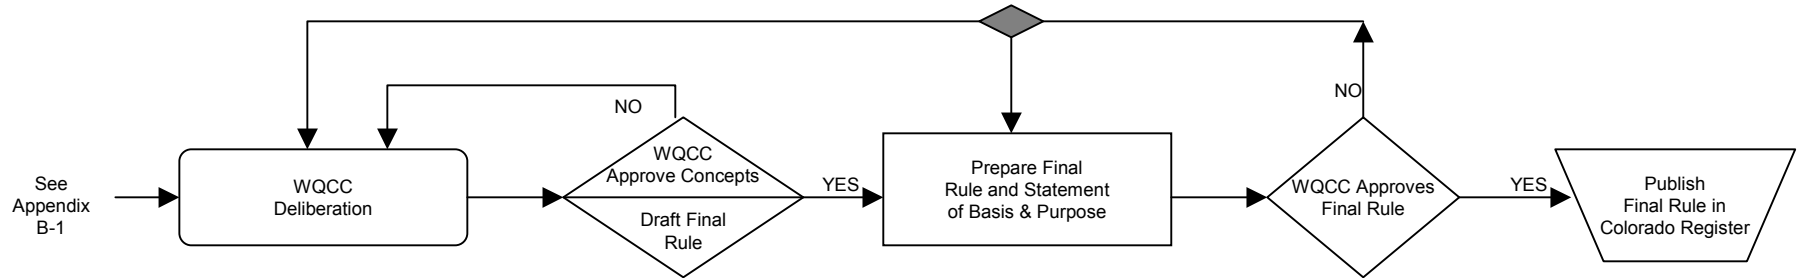 See
Appendix
B-1
WQCC
Deliberation
NO
WQCC
Approve Concepts
Draft Final
Rule
YES
Prepare Final
Rule and Statement
of Basis & Purpose
NO
WQCC Approves
Final Rule
YES
Publish
Final Rule in
Colorado Register